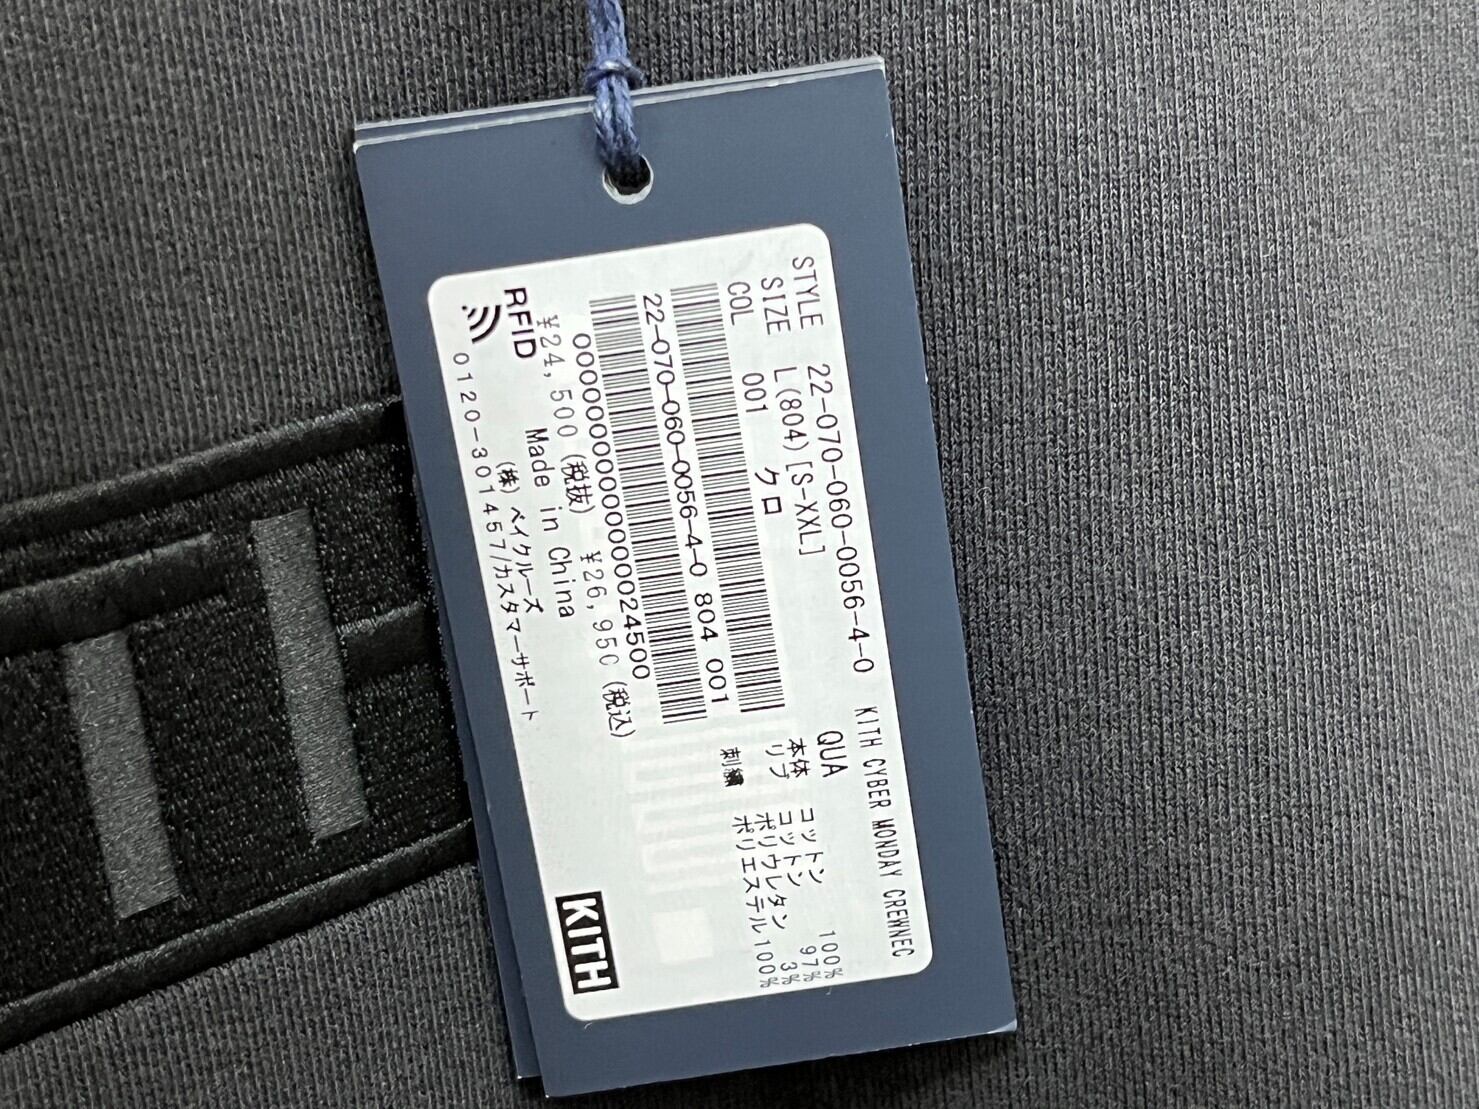 STYLE 22-070-060-0056-4-0 KITH CYBER MONDAY CREWNEC
SIZE L(804) [S-XXL]
COL 001 クロ
22-070-060-0056-4-0 804 001
0000000000000000024500
¥24,500(税抜) ¥26,950(税込)
Made in China
RFID
(株)ベイクルーズ
0120-301457/カスタマーサポート
QUA
本体 コットン 100%
リブ コットン 97%
ポリウレタン 3%
刺繍 ポリエステル100%
KITH